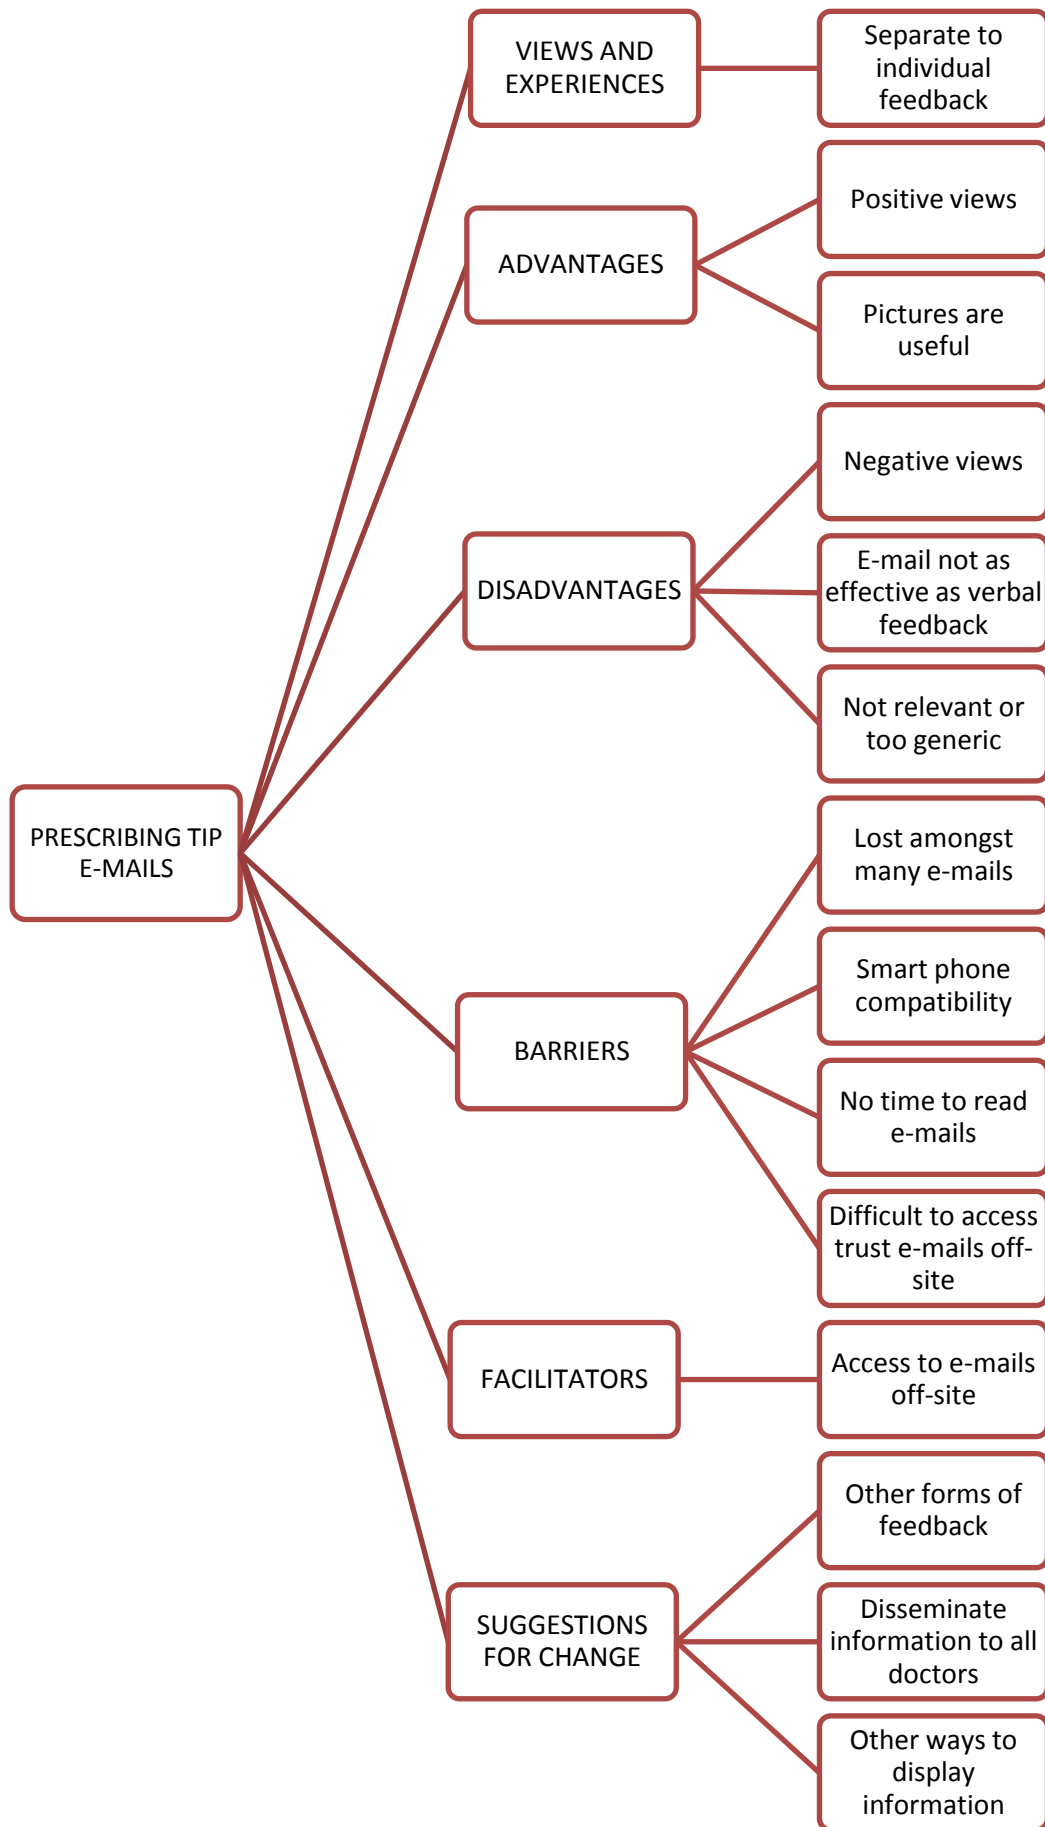 PRESCRIBING TIP
E-MAILS
VIEWS AND
EXPERIENCES
Separate to
individual
feedback
ADVANTAGES
Positive views
Pictures are
useful
DISADVANTAGES
Negative views
E-mail not as
effective as verbal
feedback
Not relevant or
too generic
BARRIERS
Lost amongst
many e-mails
Smart phone
compatibility
No time to read
e-mails
Difficult to access
trust e-mails off-
site
FACILITATORS
Access to e-mails
off-site
SUGGESTIONS
FOR CHANGE
Other forms of
feedback
Disseminate
information to all
doctors
Other ways to
display
information